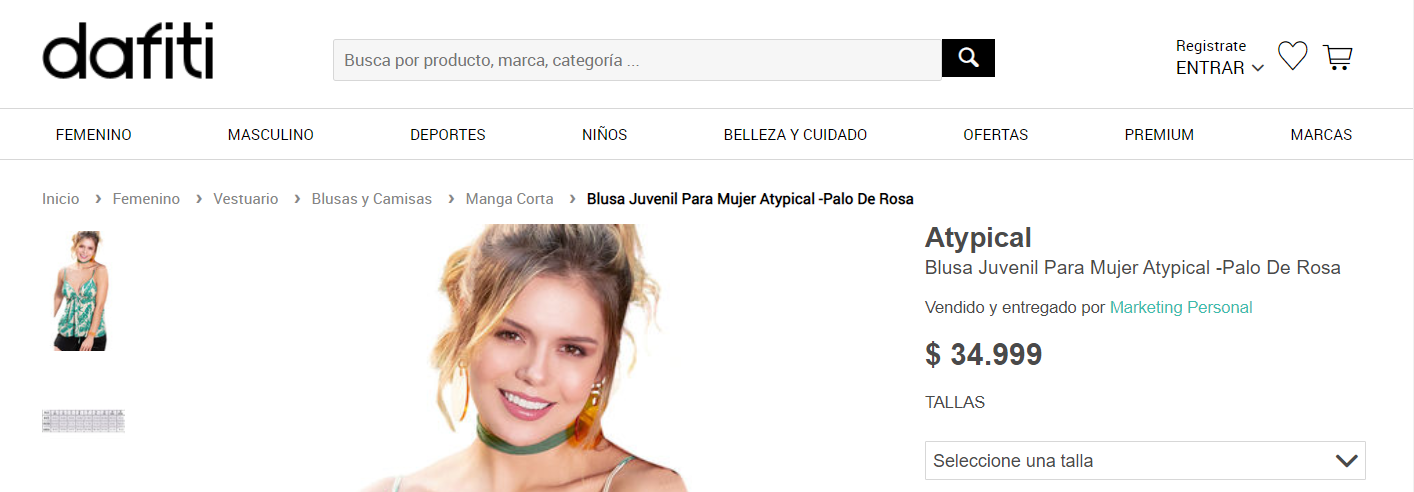 dafiti
Busca por producto, marca, categoría ...
Registrate
ENTRAR
FEMENINO MASCULINO DEPORTES NIÑOS BELLEZA Y CUIDADO OFERTAS PREMIUM MARCAS
Inicio › Femenino › Vestuario › Blusas y Camisas › Manga Corta › Blusa Juvenil Para Mujer Atypical -Palo De Rosa
Atypical
Blusa Juvenil Para Mujer Atypical -Palo De Rosa
Vendido y entregado por Marketing Personal
$ 34.999
TALLAS
Seleccione una talla